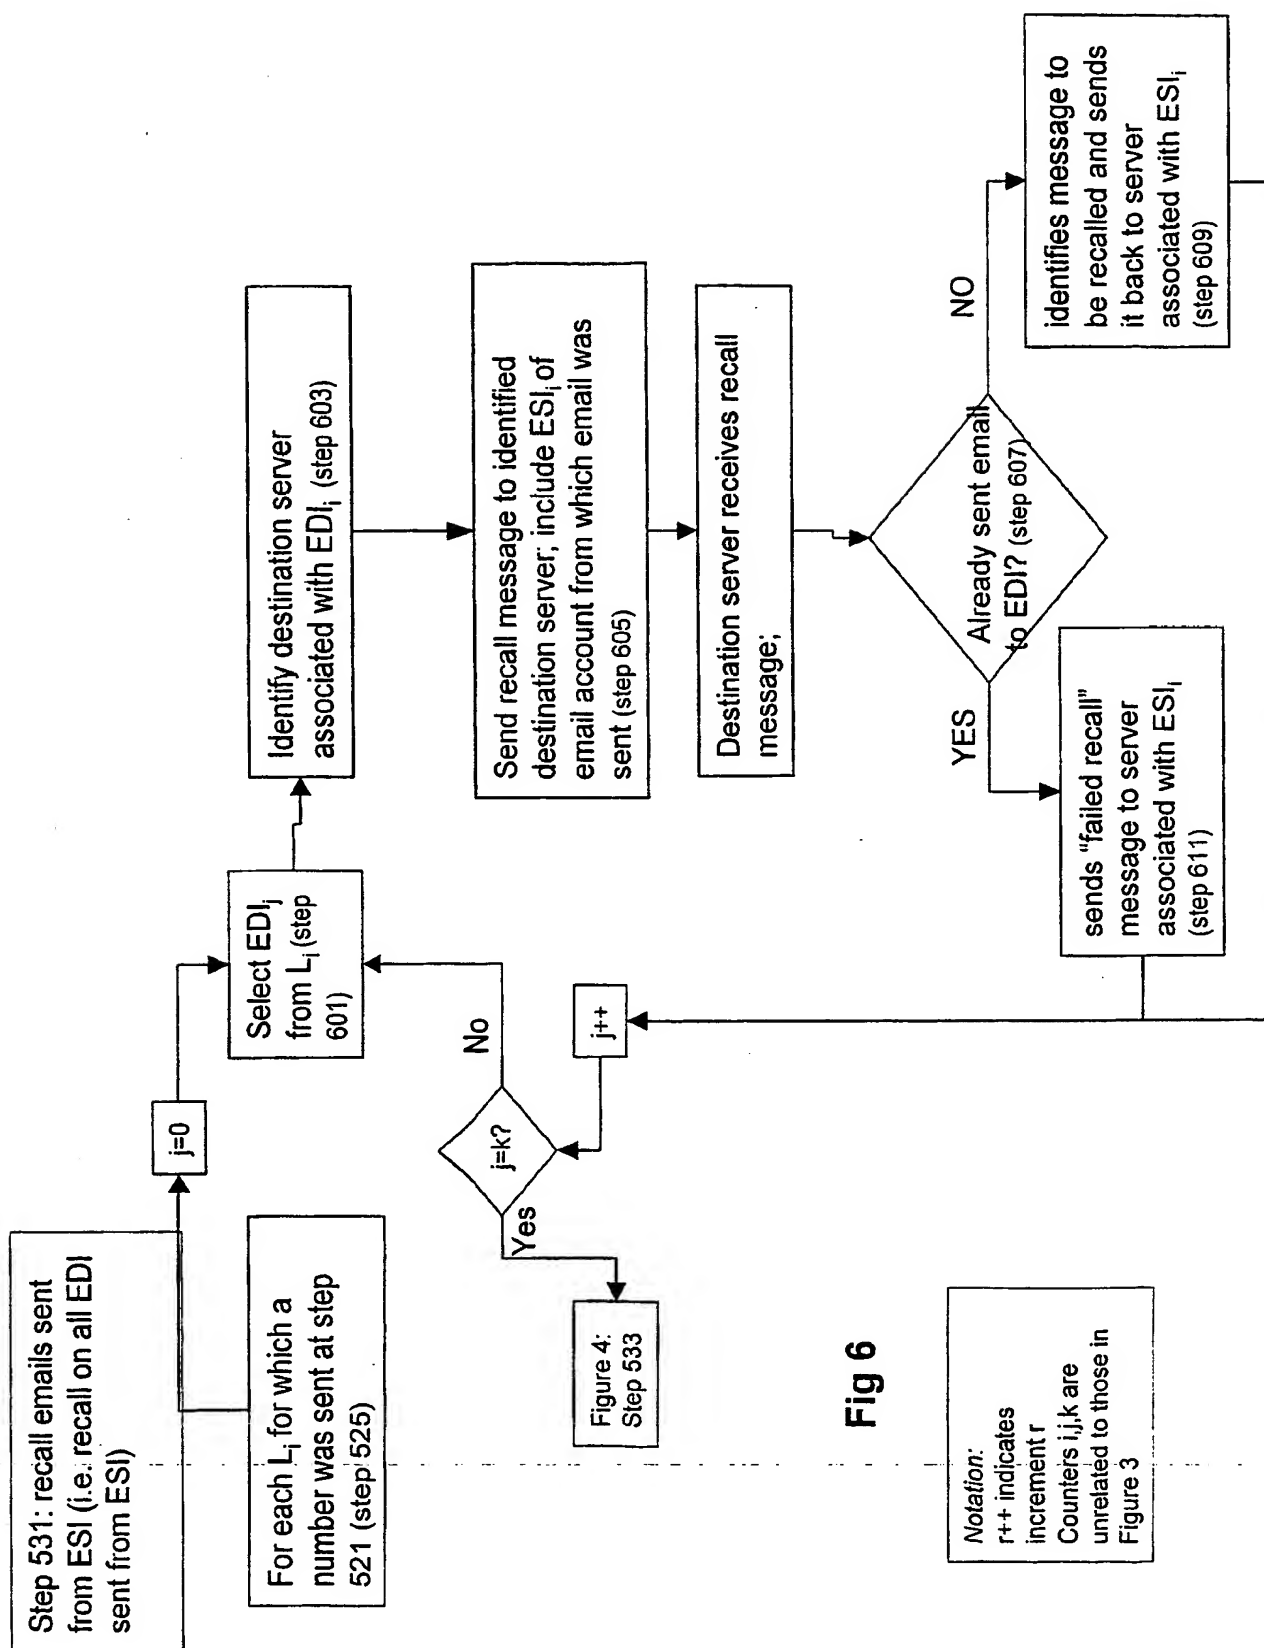 Step 531: recall emails sent
from ESI (i.e. recall on all EDI
sent from ESI)
For each Li for which a
number was sent at step
521 (step 525)
j=0
Select EDIj
from Li (step
601)
Identify destination server
associated with EDIi (step 603)
Send recall message to identified
destination server; include ESIi of
email account from which email was
sent (step 605)
Destination server receives recall
message;
Already sent email
to EDI? (step 607)
YES
NO
sends “failed recall”
message to server
associated with ESIi
(step 611)
identifies message to
be recalled and sends
it back to server
associated with ESIi
(step 609)
j++
j=k?
No
Yes
Figure 4:
Step 533
Fig 6
Notation:
r++ indicates
increment r
Counters i,j,k are
unrelated to those in
Figure 3